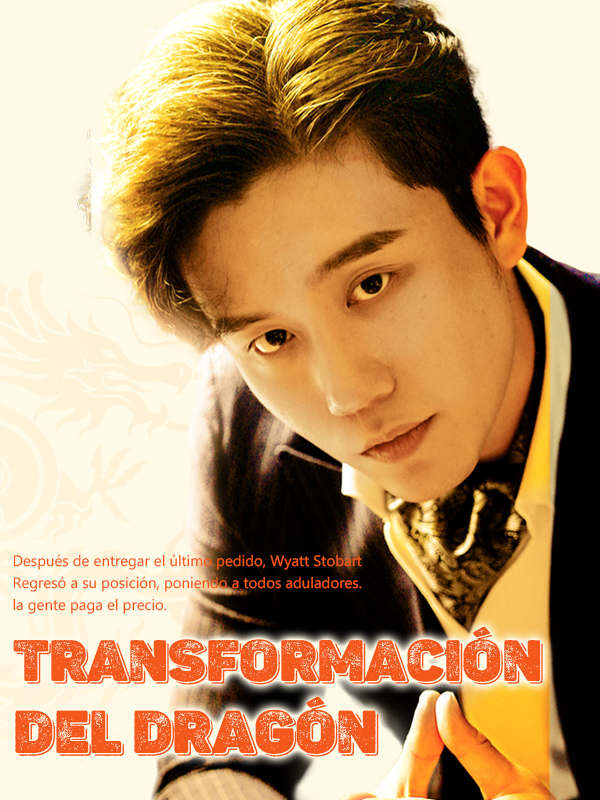 Después de entregar el último pedido, Wyatt Stobart
Regresó a su posición, poniendo a todos aduladores.
la gente paga el precio.
TRANSFORMACIÓN
DEL DRAGÓN